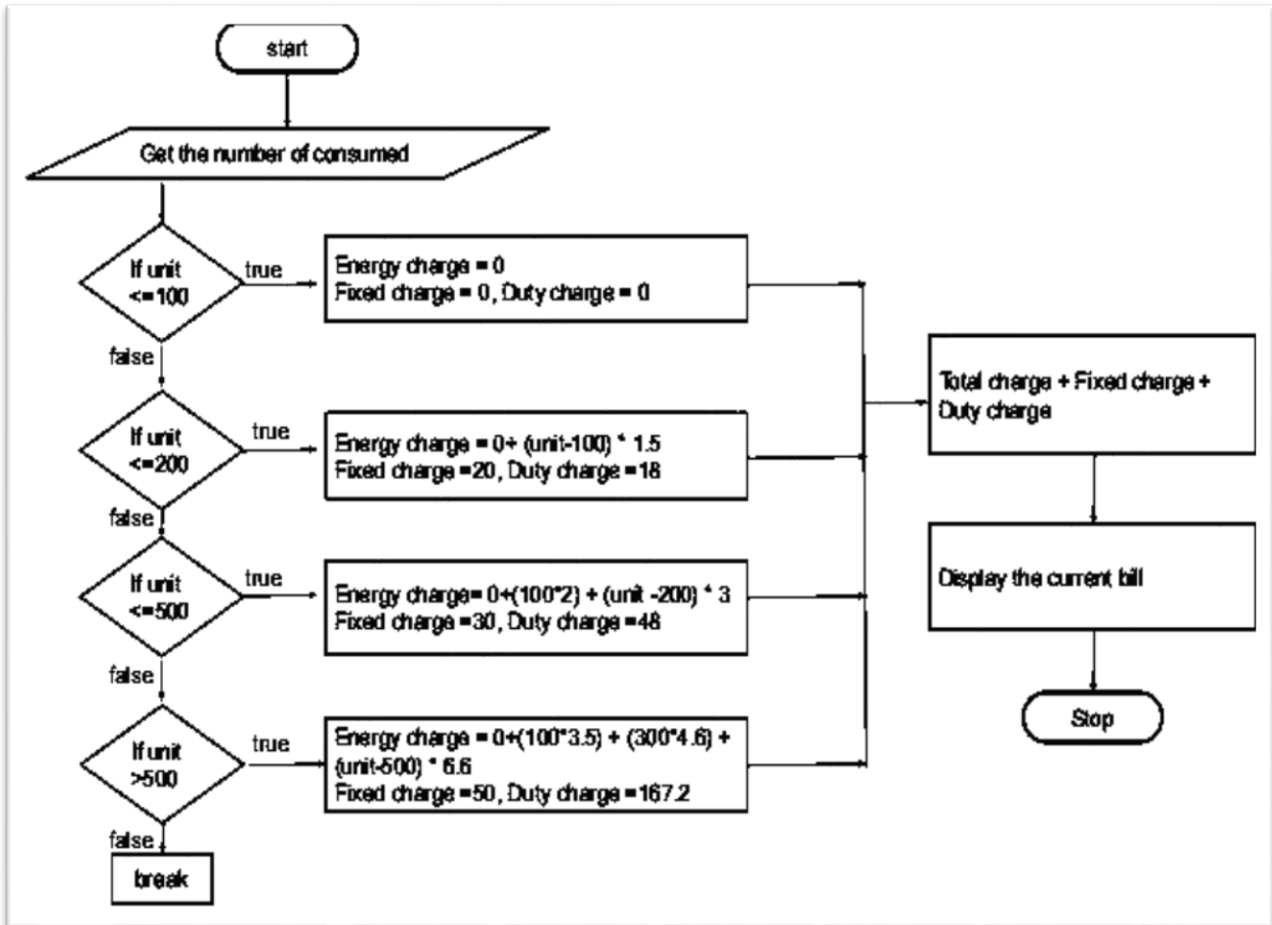 start
Get the number of consumed
If unit
<=100
true
Energy charge = 0
Fixed charge = 0, Duty charge = 0
false
If unit
<=200
true
Energy charge = 0+ (unit-100) * 1.5
Fixed charge =20, Duty charge =18
false
If unit
<=500
true
Energy charge= 0+(100*2) + (unit -200) * 3
Fixed charge =30, Duty charge =48
false
If unit
>500
true
Energy charge = 0+(100*3.5) + (300*4.6) +
(unit-500) * 6.6
Fixed charge =50, Duty charge =167.2
false
break
Total charge + Fixed charge +
Duty charge
Display the current bill
Stop